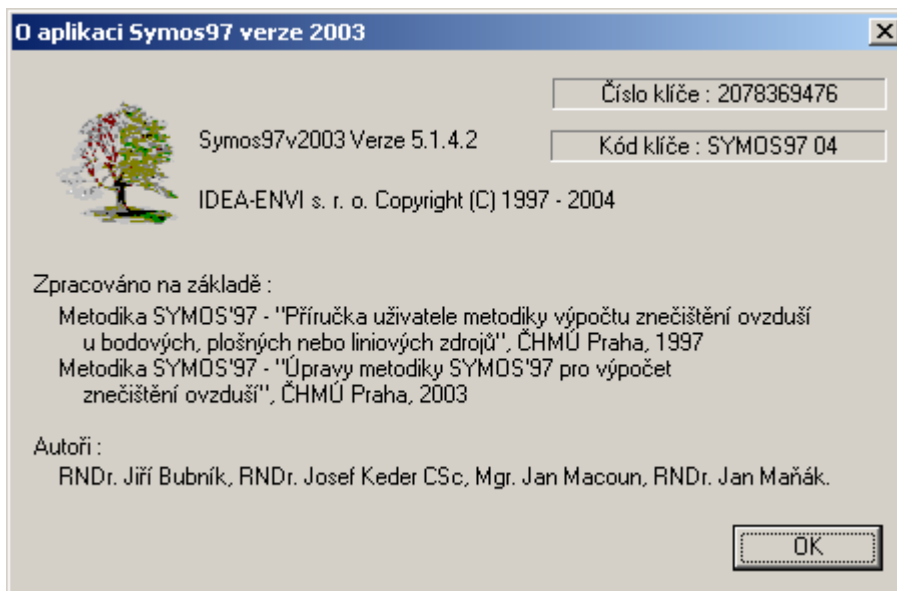 O aplikaci Symos97 verze 2003
Číslo klíče : 2078369476
Symos97v2003 Verze 5.1.4.2
Kód klíče : SYMOS97 04
IDEA-ENVI s. r. o. Copyright (C) 1997 - 2004
Zpracováno na základě :
Metodika SYMOS'97 - "Příručka uživatele metodiky výpočtu znečištění ovzduší
u bodových, plošných nebo liniových zdrojů", ČHMÚ Praha, 1997
Metodika SYMOS'97 - "Úpravy metodiky SYMOS'97 pro výpočet
znečištění ovzduší", ČHMÚ Praha, 2003
Autoři :
RNDr. Jiří Bubník, RNDr. Josef Keder CSc, Mgr. Jan Macoun, RNDr. Jan Maňák.
OK